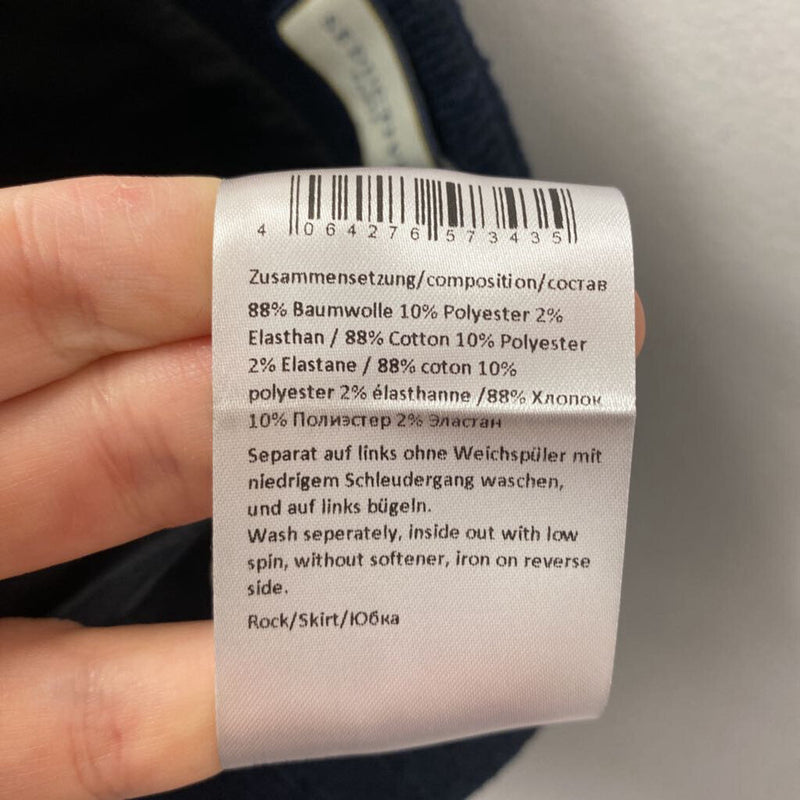 4 064276 573435
Zusammensetzung/composition/состав
88% Baumwolle 10% Polyester 2%
Elasthan / 88% Cotton 10% Polyester
2% Elastane / 88% coton 10%
polyester 2% élasthanne /88% Хлопок
10% Полиэстер 2% Эластан
Separat auf links ohne Weichspüler mit
niedrigem Schleudergang waschen,
und auf links bügeln.
Wash seperately, inside out with low
spin, without softener, iron on reverse
side.
Rock/Skirt/Юбка